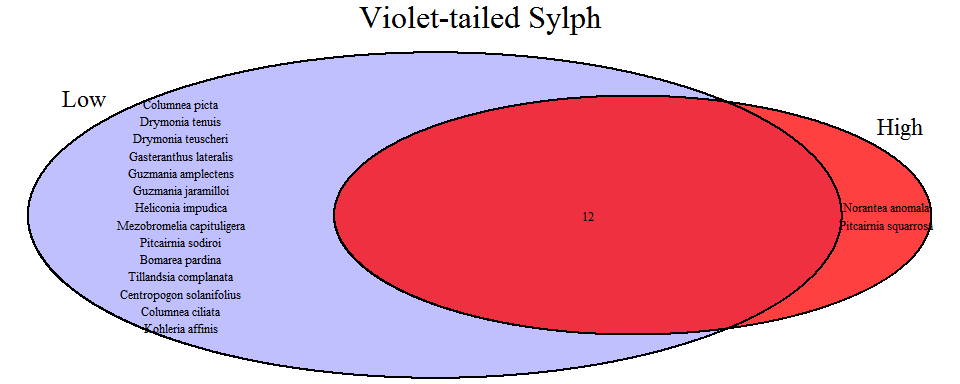 Violet-tailed Sylph
Low
High
Columnea picta
Drymonia tenuis
Drymonia teuscheri
Gasteranthus lateralis
Guzmania amplectens
Guzmania jaramilloi
Heliconia impudica
Mezobromelia capituligera
Pitcairnia sodiroi
Bomarea pardina
Tillandsia complanata
Centropogon solanifolius
Columnea ciliata
Kohleria affinis
12
Norantea anomala
Pitcairnia squarrosa